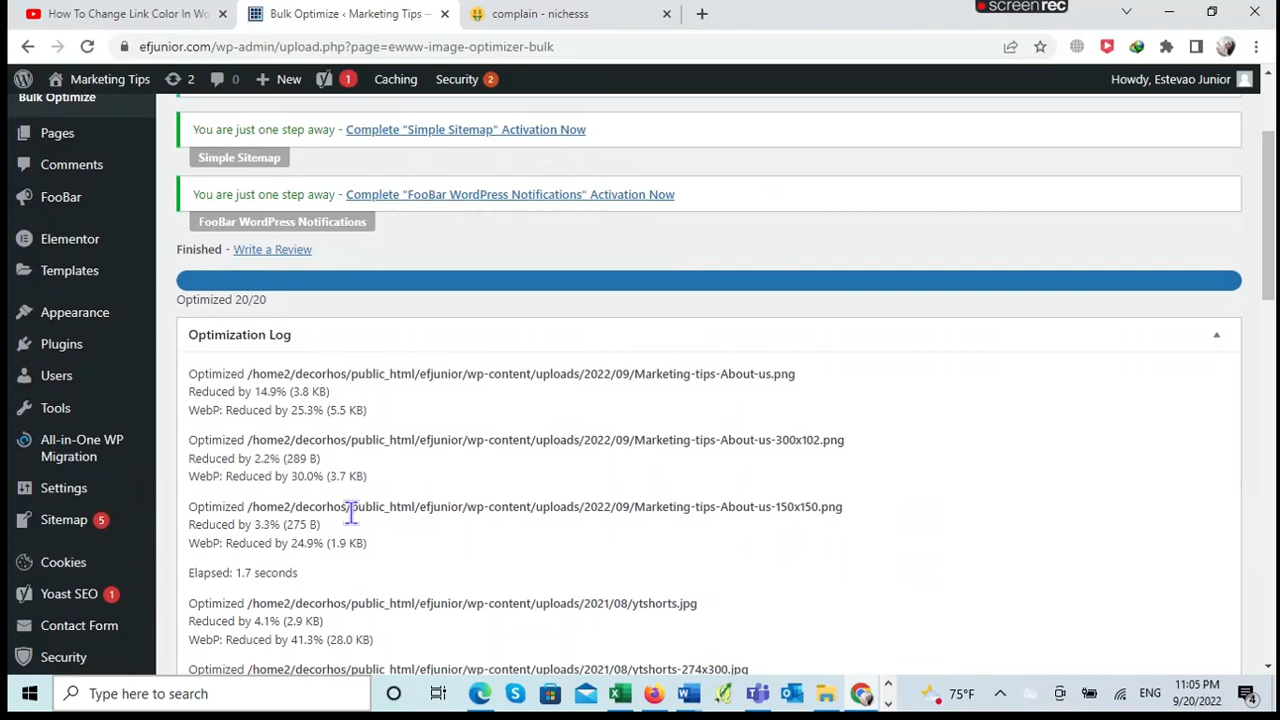 How To Change Link Color In Wo
Bulk Optimize ‹ Marketing Tips —
complain - nichesss
screenrec
efjunior.com/wp-admin/upload.php?page=ewww-image-optimizer-bulk
Marketing Tips
2
0
New
1
Caching
Security 2
Howdy, Estevao Junior
Bulk Optimize
Pages
Comments
FooBar
Elementor
Templates
Appearance
Plugins
Users
Tools
All-in-One WP
Migration
Settings
Sitemap 5
Cookies
Yoast SEO 1
Contact Form
Security
You are just one step away - Complete "Simple Sitemap" Activation Now
Simple Sitemap
You are just one step away - Complete "FooBar WordPress Notifications" Activation Now
FooBar WordPress Notifications
Finished - Write a Review
Optimized 20/20
Optimization Log
Optimized /home2/decorhos/public_html/efjunior/wp-content/uploads/2022/09/Marketing-tips-About-us.png
Reduced by 14.9% (3.8 KB)
WebP: Reduced by 25.3% (5.5 KB)
Optimized /home2/decorhos/public_html/efjunior/wp-content/uploads/2022/09/Marketing-tips-About-us-300x102.png
Reduced by 2.2% (289 B)
WebP: Reduced by 30.0% (3.7 KB)
Optimized /home2/decorhos/public_html/efjunior/wp-content/uploads/2022/09/Marketing-tips-About-us-150x150.png
Reduced by 3.3% (275 B)
WebP: Reduced by 24.9% (1.9 KB)
Elapsed: 1.7 seconds
Optimized /home2/decorhos/public_html/efjunior/wp-content/uploads/2021/08/ytshorts.jpg
Reduced by 4.1% (2.9 KB)
WebP: Reduced by 41.3% (28.0 KB)
Optimized /home2/decorhos/public_html/efjunior/wp-content/uploads/2021/08/ytshorts-274x300.jpg
Type here to search
75°F
ENG
11:05 PM
9/20/2022
4